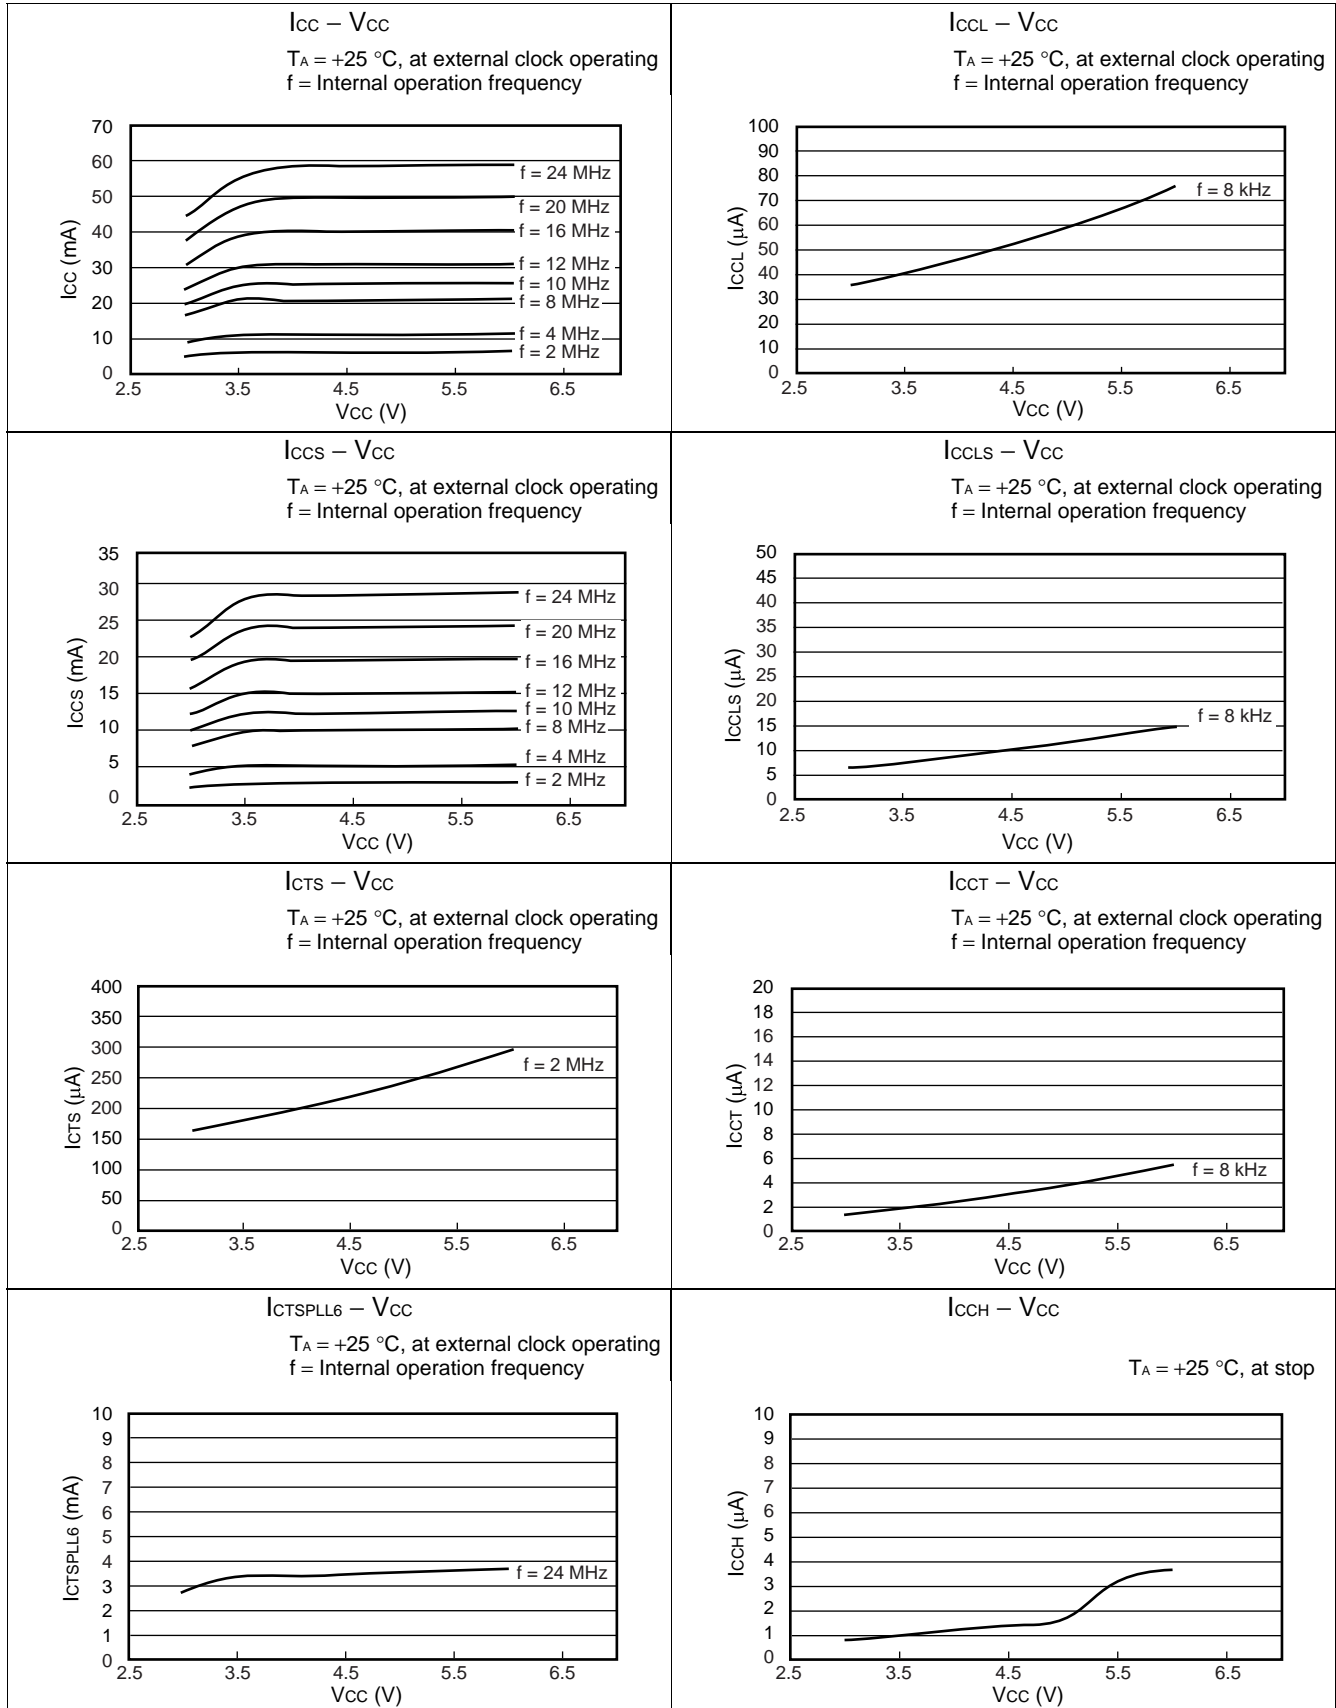 ICC – VCC
TA = +25 °C, at external clock operating
f = Internal operation frequency
70
60
50
40
30
20
10
0
ICC (mA)
f = 24 MHz
f = 20 MHz
f = 16 MHz
f = 12 MHz
f = 10 MHz
f = 8 MHz
f = 4 MHz
f = 2 MHz
2.5 3.5 4.5 5.5 6.5
VCC (V)
ICCL – VCC
TA = +25 °C, at external clock operating
f = Internal operation frequency
100
90
80
70
60
50
40
30
20
10
0
ICCL (µA)
f = 8 kHz
2.5 3.5 4.5 5.5 6.5
VCC (V)
ICCS – VCC
TA = +25 °C, at external clock operating
f = Internal operation frequency
35
30
25
20
15
10
5
0
ICCS (mA)
f = 24 MHz
f = 20 MHz
f = 16 MHz
f = 12 MHz
f = 10 MHz
f = 8 MHz
f = 4 MHz
f = 2 MHz
2.5 3.5 4.5 5.5 6.5
VCC (V)
ICCLS – VCC
TA = +25 °C, at external clock operating
f = Internal operation frequency
50
45
40
35
30
25
20
15
10
5
0
ICCLS (µA)
f = 8 kHz
2.5 3.5 4.5 5.5 6.5
VCC (V)
ICTS – VCC
TA = +25 °C, at external clock operating
f = Internal operation frequency
400
350
300
250
200
150
100
50
0
ICTS (µA)
f = 2 MHz
2.5 3.5 4.5 5.5 6.5
VCC (V)
ICCT – VCC
TA = +25 °C, at external clock operating
f = Internal operation frequency
20
18
16
14
12
10
8
6
4
2
0
ICCT (µA)
f = 8 kHz
2.5 3.5 4.5 5.5 6.5
VCC (V)
ICTSPLL6 – VCC
TA = +25 °C, at external clock operating
f = Internal operation frequency
10
9
8
7
6
5
4
3
2
1
0
ICTSPLL6 (mA)
f = 24 MHz
2.5 3.5 4.5 5.5 6.5
VCC (V)
ICCH – VCC
TA = +25 °C, at stop
10
9
8
7
6
5
4
3
2
1
0
ICCH (µA)
2.5 3.5 4.5 5.5 6.5
VCC (V)